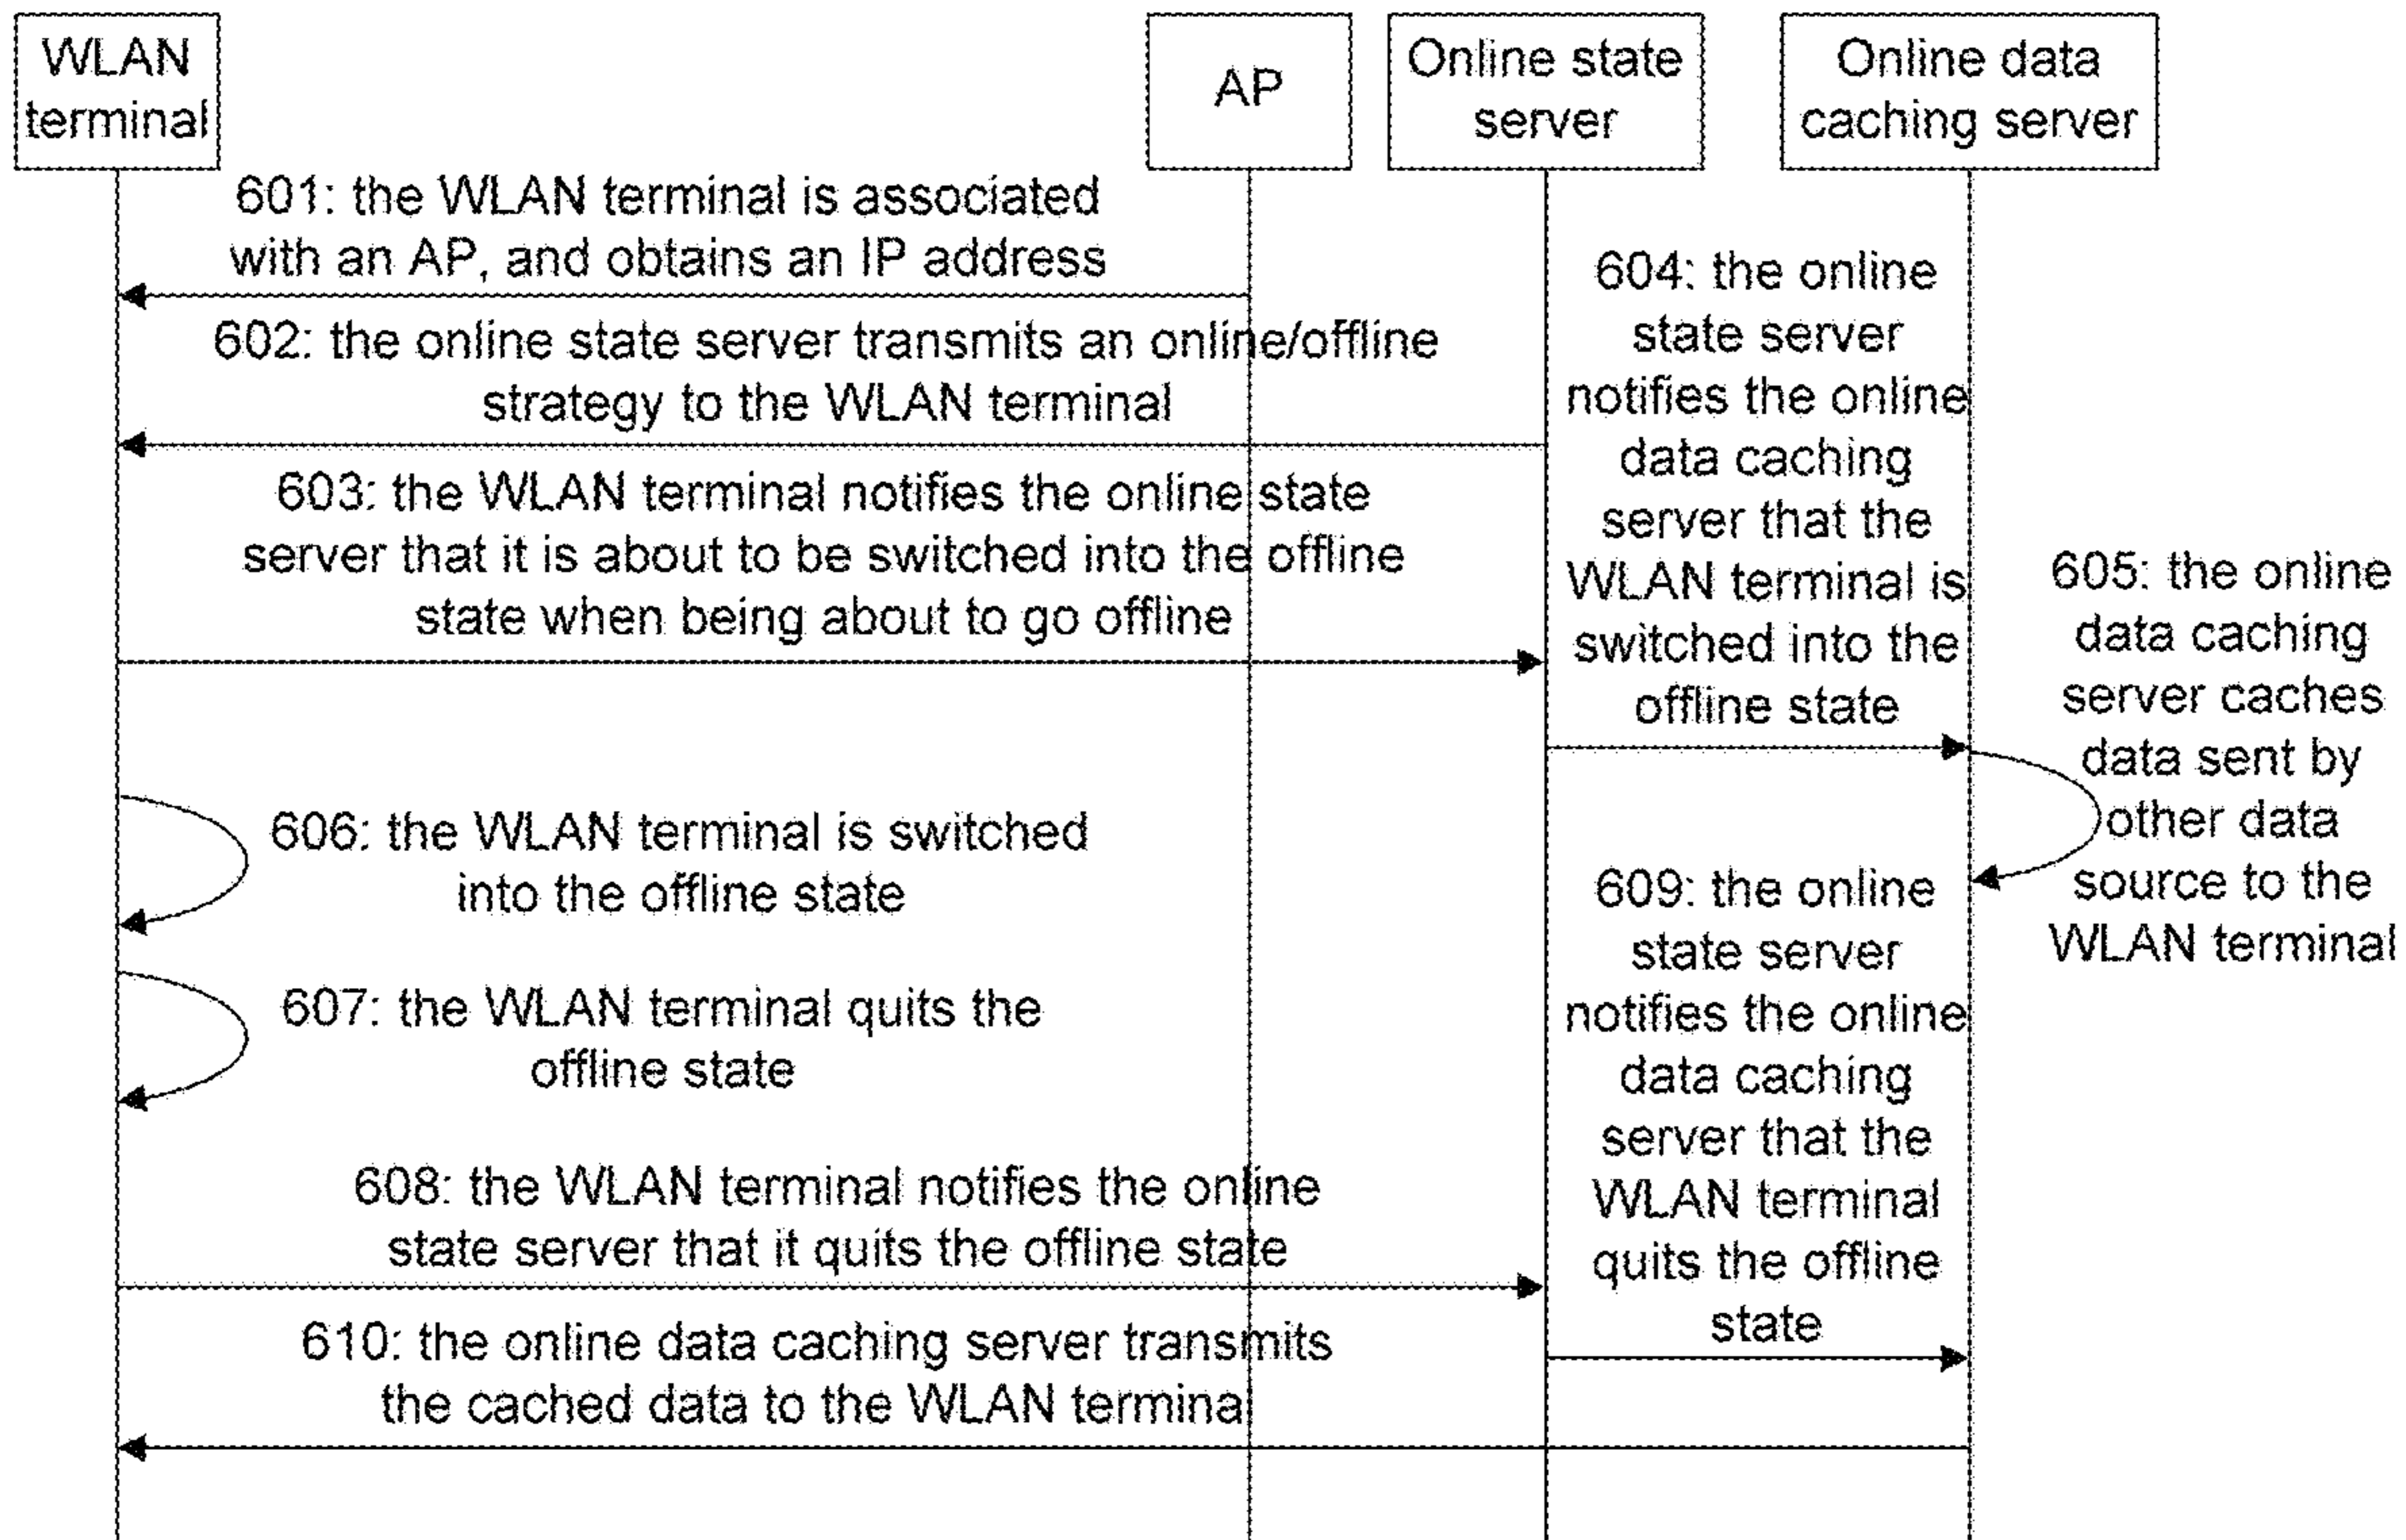 WLAN
terminal
AP
Online state
server
Online data
caching server
601: the WLAN terminal is associated
with an AP, and obtains an IP address
602: the online state server transmits an online/offline
strategy to the WLAN terminal
603: the WLAN terminal notifies the online state
server that it is about to be switched into the offline
state when being about to go offline
604: the online
state server
notifies the online
data caching
server that the
WLAN terminal is
switched into the
offline state
605: the online
data caching
server caches
data sent by
other data
source to the
WLAN terminal
606: the WLAN terminal is switched
into the offline state
607: the WLAN terminal quits the
offline state
608: the WLAN terminal notifies the online
state server that it quits the offline state
609: the online
state server
notifies the online
data caching
server that the
WLAN terminal
quits the offline
state
610: the online data caching server transmits
the cached data to the WLAN terminal